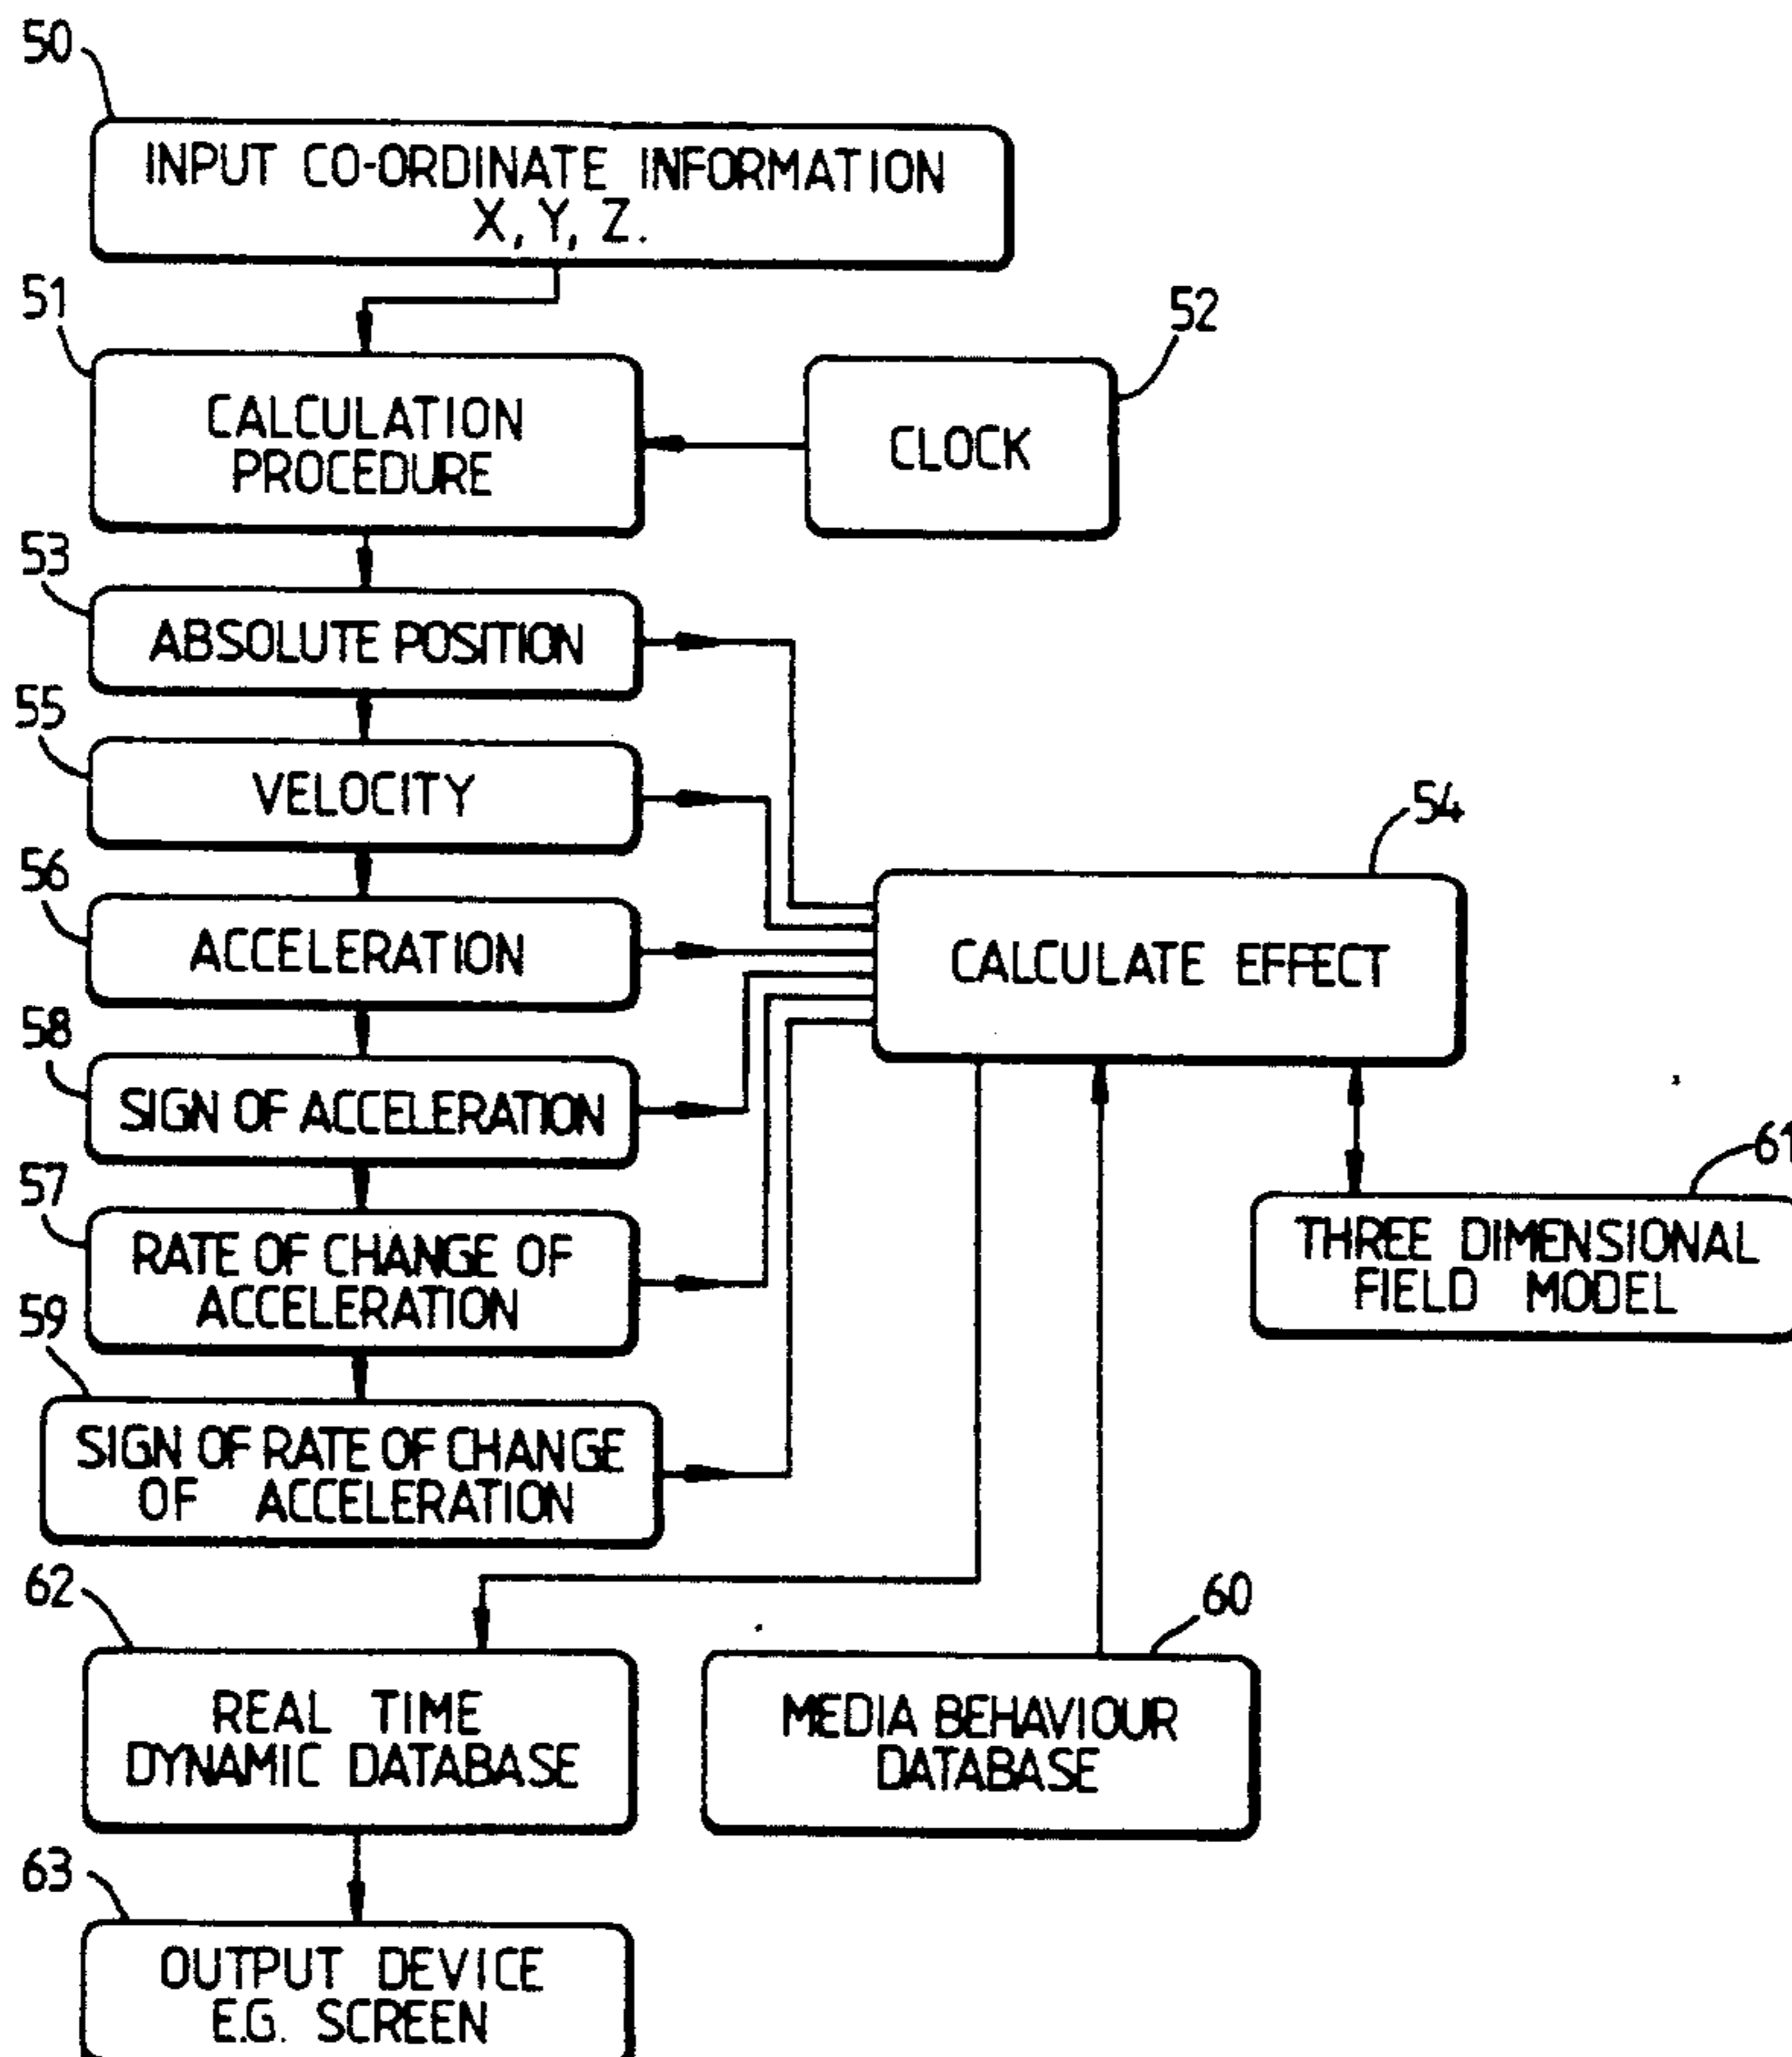 50
INPUT CO-ORDINATE INFORMATION
X, Y, Z.
51
CALCULATION
PROCEDURE
52
CLOCK
53
ABSOLUTE POSITION
55
VELOCITY
54
CALCULATE EFFECT
56
ACCELERATION
58
SIGN OF ACCELERATION
61
THREE DIMENSIONAL
FIELD MODEL
57
RATE OF CHANGE OF
ACCELERATION
59
SIGN OF RATE OF CHANGE
OF ACCELERATION
62
REAL TIME
DYNAMIC DATABASE
60
MEDIA BEHAVIOUR
DATABASE
63
OUTPUT DEVICE
E.G. SCREEN